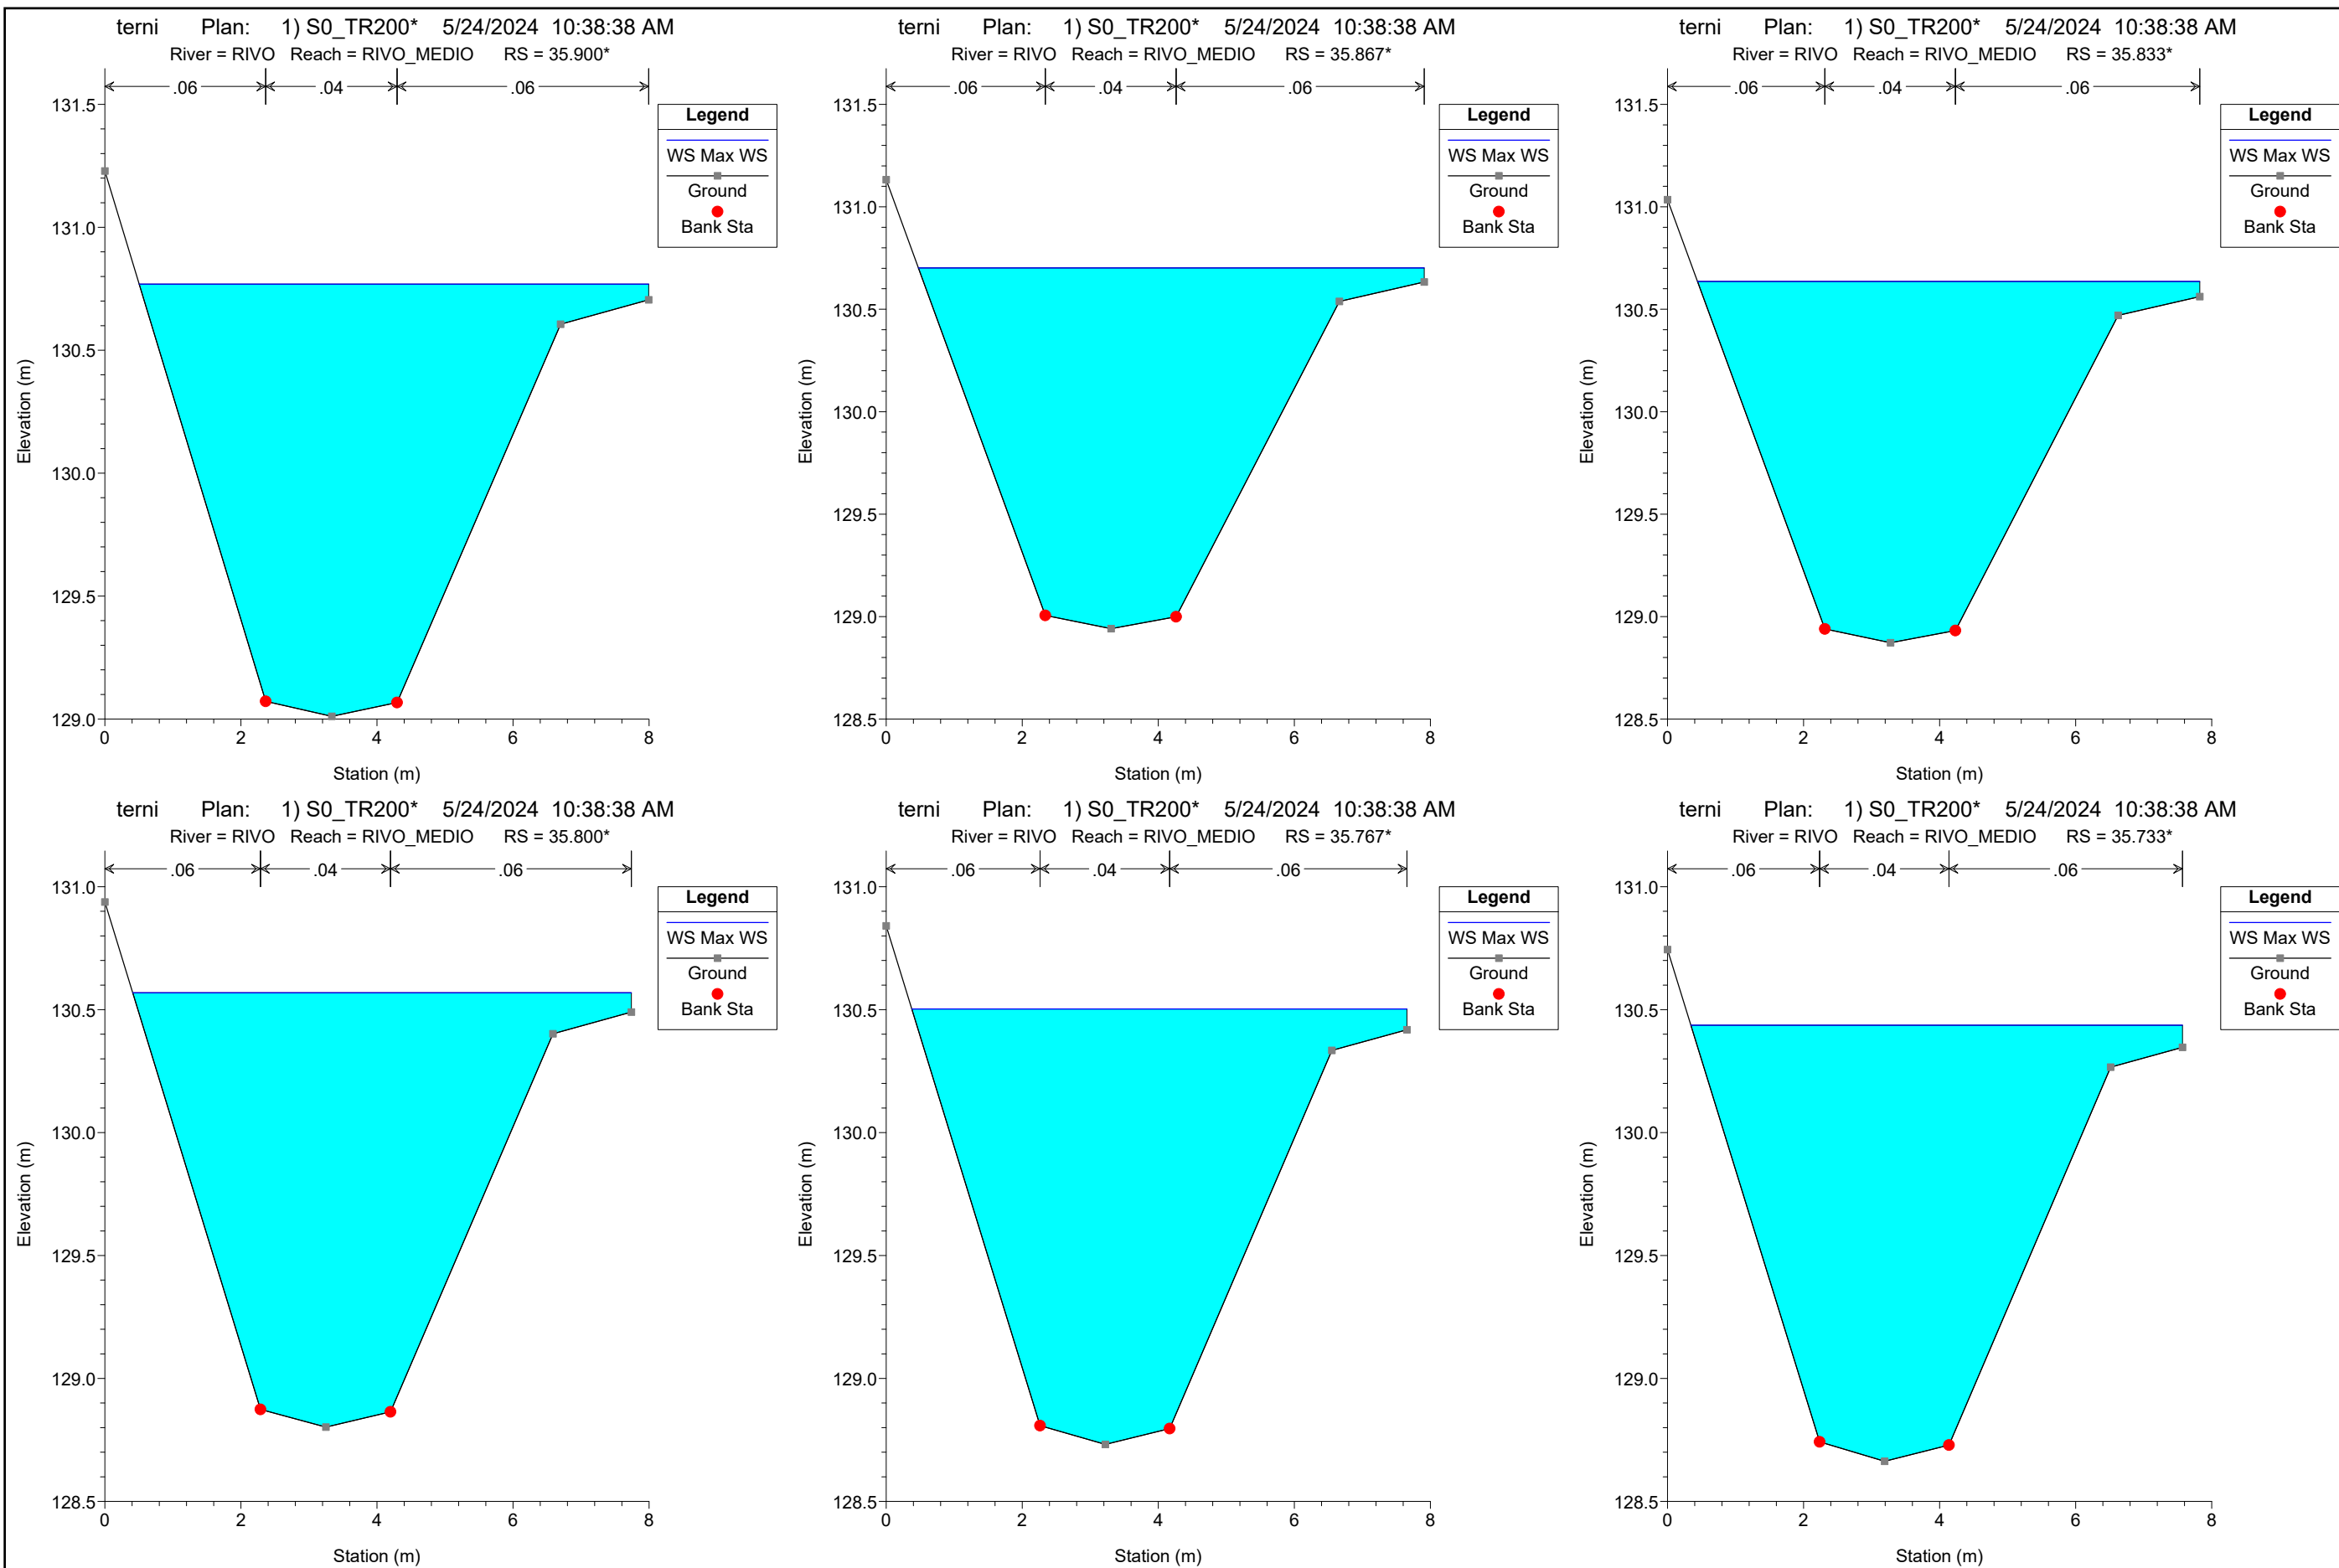 terni Plan: 1) S0_TR200* 5/24/2024 10:38:38 AM
River = RIVO Reach = RIVO_MEDIO RS = 35.900*
.06 .04 .06
131.5
131.0
130.5
130.0
129.5
129.0
0 2 4 6 8
Station (m)
Elevation (m)
Legend
WS Max WS
Ground
Bank Sta
terni Plan: 1) S0_TR200* 5/24/2024 10:38:38 AM
River = RIVO Reach = RIVO_MEDIO RS = 35.867*
.06 .04 .06
131.5
131.0
130.5
130.0
129.5
129.0
128.5
0 2 4 6 8
Station (m)
Elevation (m)
Legend
WS Max WS
Ground
Bank Sta
terni Plan: 1) S0_TR200* 5/24/2024 10:38:38 AM
River = RIVO Reach = RIVO_MEDIO RS = 35.833*
.06 .04 .06
131.5
131.0
130.5
130.0
129.5
129.0
128.5
0 2 4 6 8
Station (m)
Elevation (m)
Legend
WS Max WS
Ground
Bank Sta
terni Plan: 1) S0_TR200* 5/24/2024 10:38:38 AM
River = RIVO Reach = RIVO_MEDIO RS = 35.800*
.06 .04 .06
131.0
130.5
130.0
129.5
129.0
128.5
0 2 4 6 8
Station (m)
Elevation (m)
Legend
WS Max WS
Ground
Bank Sta
terni Plan: 1) S0_TR200* 5/24/2024 10:38:38 AM
River = RIVO Reach = RIVO_MEDIO RS = 35.767*
.06 .04 .06
131.0
130.5
130.0
129.5
129.0
128.5
0 2 4 6 8
Station (m)
Elevation (m)
Legend
WS Max WS
Ground
Bank Sta
terni Plan: 1) S0_TR200* 5/24/2024 10:38:38 AM
River = RIVO Reach = RIVO_MEDIO RS = 35.733*
.06 .04 .06
131.0
130.5
130.0
129.5
129.0
128.5
0 2 4 6 8
Station (m)
Elevation (m)
Legend
WS Max WS
Ground
Bank Sta